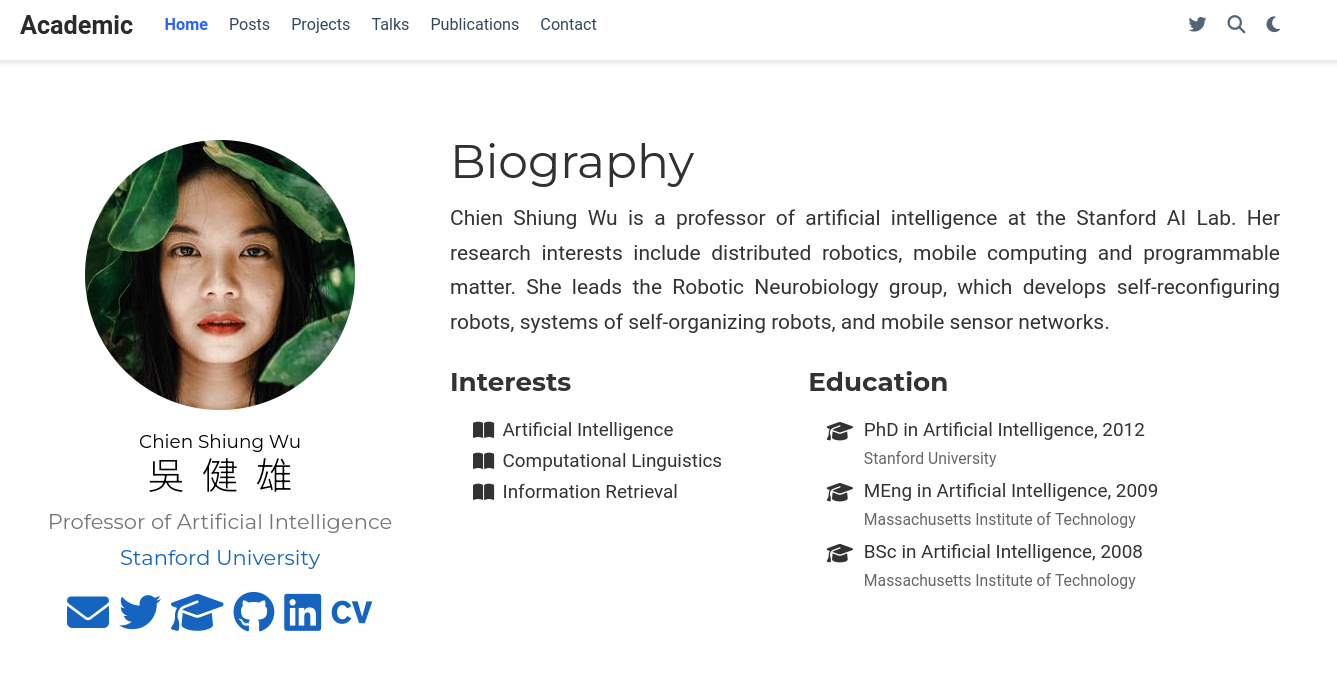 Academic Home Posts Projects Talks Publications Contact
Biography
Chien Shiung Wu is a professor of artificial intelligence at the Stanford AI Lab. Her
research interests include distributed robotics, mobile computing and programmable
matter. She leads the Robotic Neurobiology group, which develops self-reconfiguring
robots, systems of self-organizing robots, and mobile sensor networks.
Chien Shiung Wu
吳健雄
Professor of Artificial Intelligence
Stanford University
CV
Interests
Artificial Intelligence
Computational Linguistics
Information Retrieval
Education
PhD in Artificial Intelligence, 2012
Stanford University
MEng in Artificial Intelligence, 2009
Massachusetts Institute of Technology
BSc in Artificial Intelligence, 2008
Massachusetts Institute of Technology